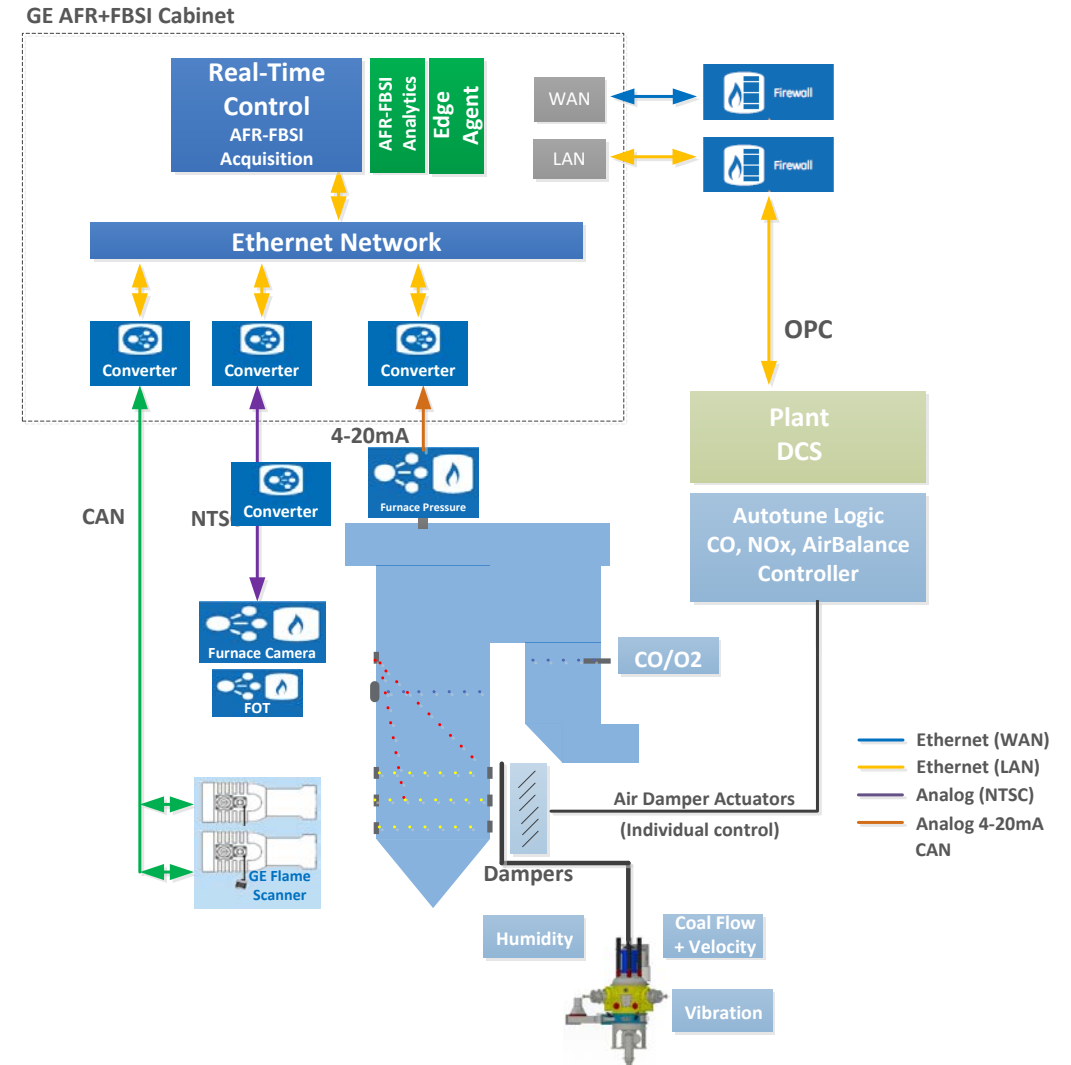 GE AFR+FBSI Cabinet
Real-Time
Control
AFR-FBSI
Acquisition
AFR-FBSI
Analytics
Edge
Agent
WAN
Firewall
LAN
Firewall
Ethernet Network
Converter
Converter
Converter
OPC
4-20mA
Plant
DCS
Furnace Pressure
CAN
NTS
Converter
Autotune Logic
CO, NOx, AirBalance
Controller
Furnace Camera
FOT
CO/O2
Ethernet (WAN)
Ethernet (LAN)
Analog (NTSC)
Analog 4-20mA
CAN
Air Damper Actuators
(Individual control)
GE Flame
Scanner
Dampers
Humidity
Coal Flow
+ Velocity
Vibration